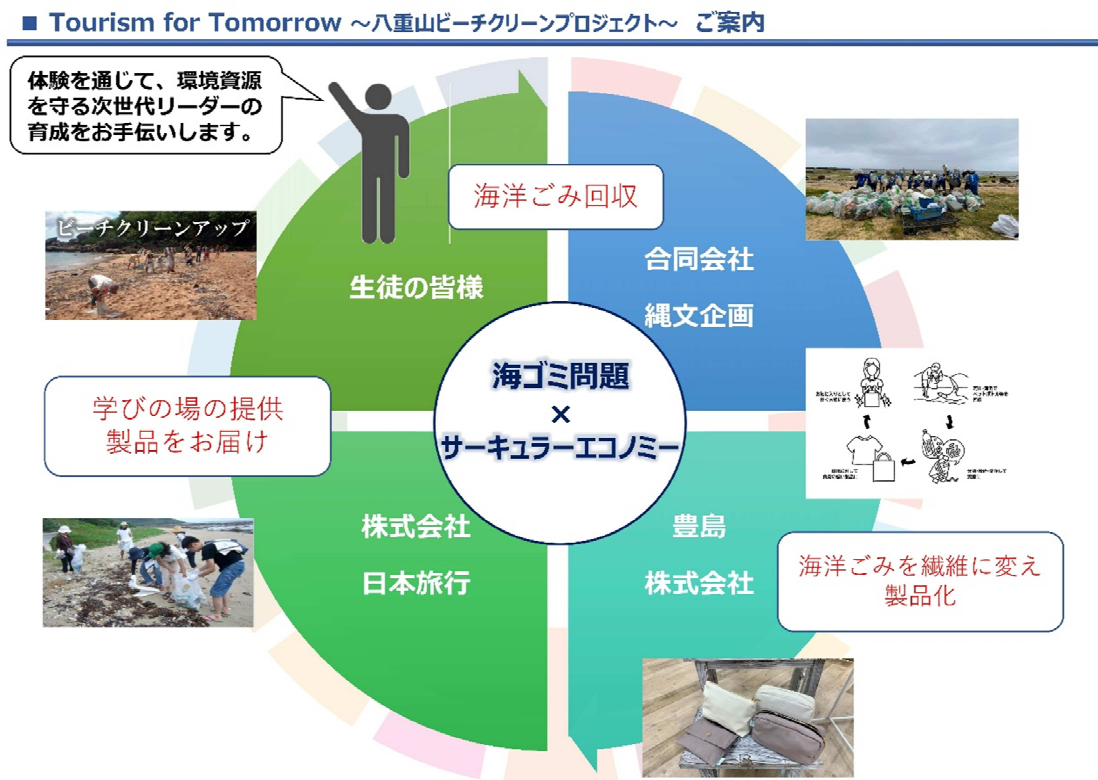 ■ Tourism for Tomorrow ～八重山ビーチクリーンプロジェクト～ ご案内
体験を通じて、環境資源
を守る次世代リーダーの
育成をお手伝いします。
海洋ごみ回収
ビーチクリーンアップ
生徒の皆様
合同会社
縄文企画
海ゴミ問題
×
サーキュラーエコノミー
学びの場の提供
製品をお届け
株式会社
日本旅行
豊島
株式会社
海洋ごみを繊維に変え
製品化